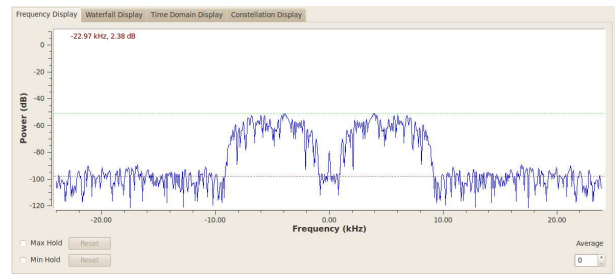 Frequency Display Waterfall Display Time Domain Display Constellation Display
-22.97 kHz, 2.38 dB
Power (dB)
0
-20
-40
-60
-80
-100
-120
-20.00 -10.00 0.00 10.00 20.00
Frequency (kHz)
Max Hold Reset Average
Min Hold Reset 0